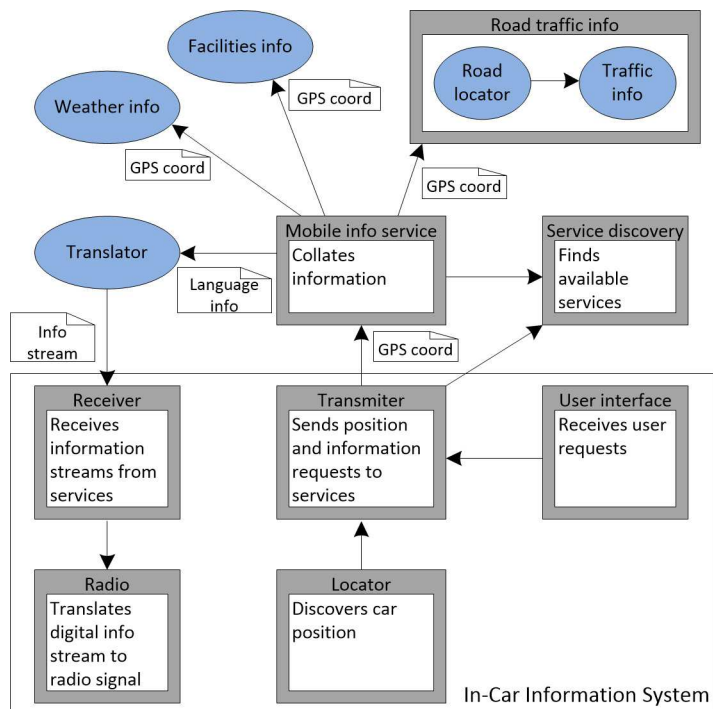 Facilities info
Road traffic info
Road
locator
Traffic
info
GPS coord
Weather info
GPS coord
GPS coord
Mobile info service
Collates
information
Service discovery
Finds
available
services
Translator
Language
info
Info
stream
GPS coord
Receiver
Receives
information
streams from
services
Transmiter
Sends position
and information
requests to
services
User interface
Receives user
requests
Radio
Translates
digital info
stream to
radio signal
Locator
Discovers car
position
In-Car Information System